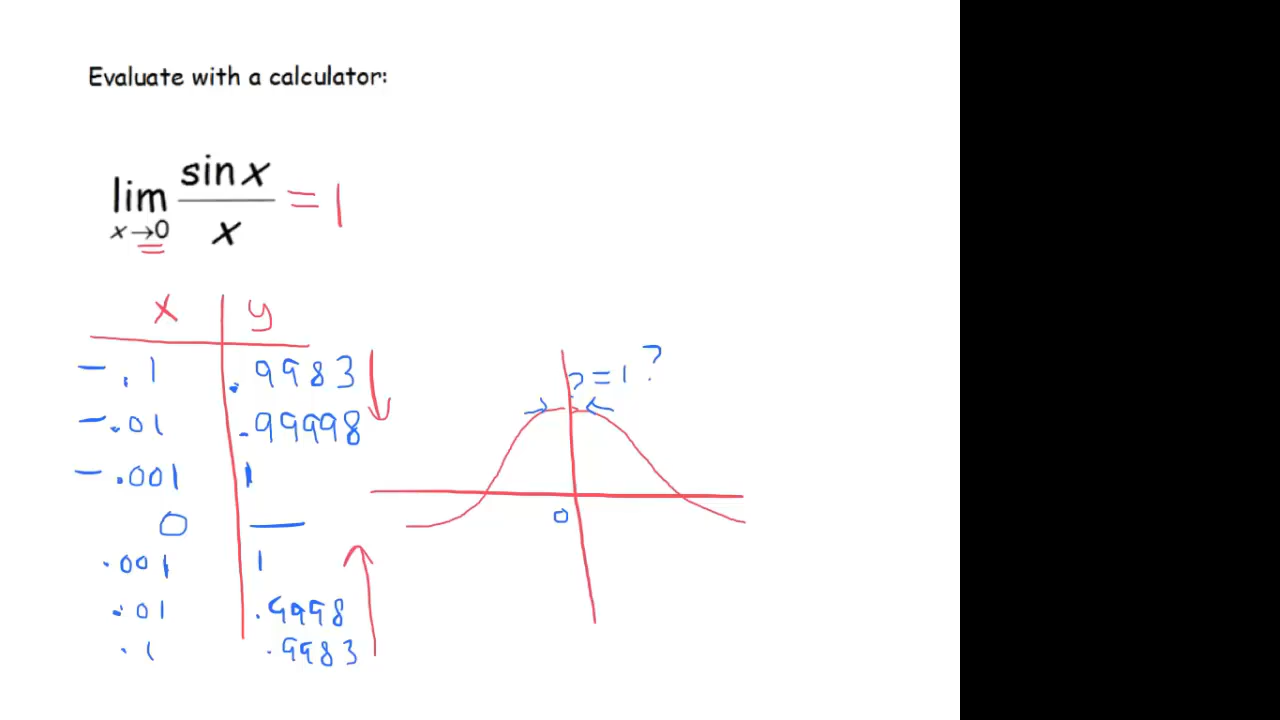 Evaluate with a calculator:
lim x→0 sin x / x = 1
x y
-.1 .9983
-.01 .99998
-.001 1
0 —
.001 1
.01 .9998
.1 .9983
? = 1 ?
0